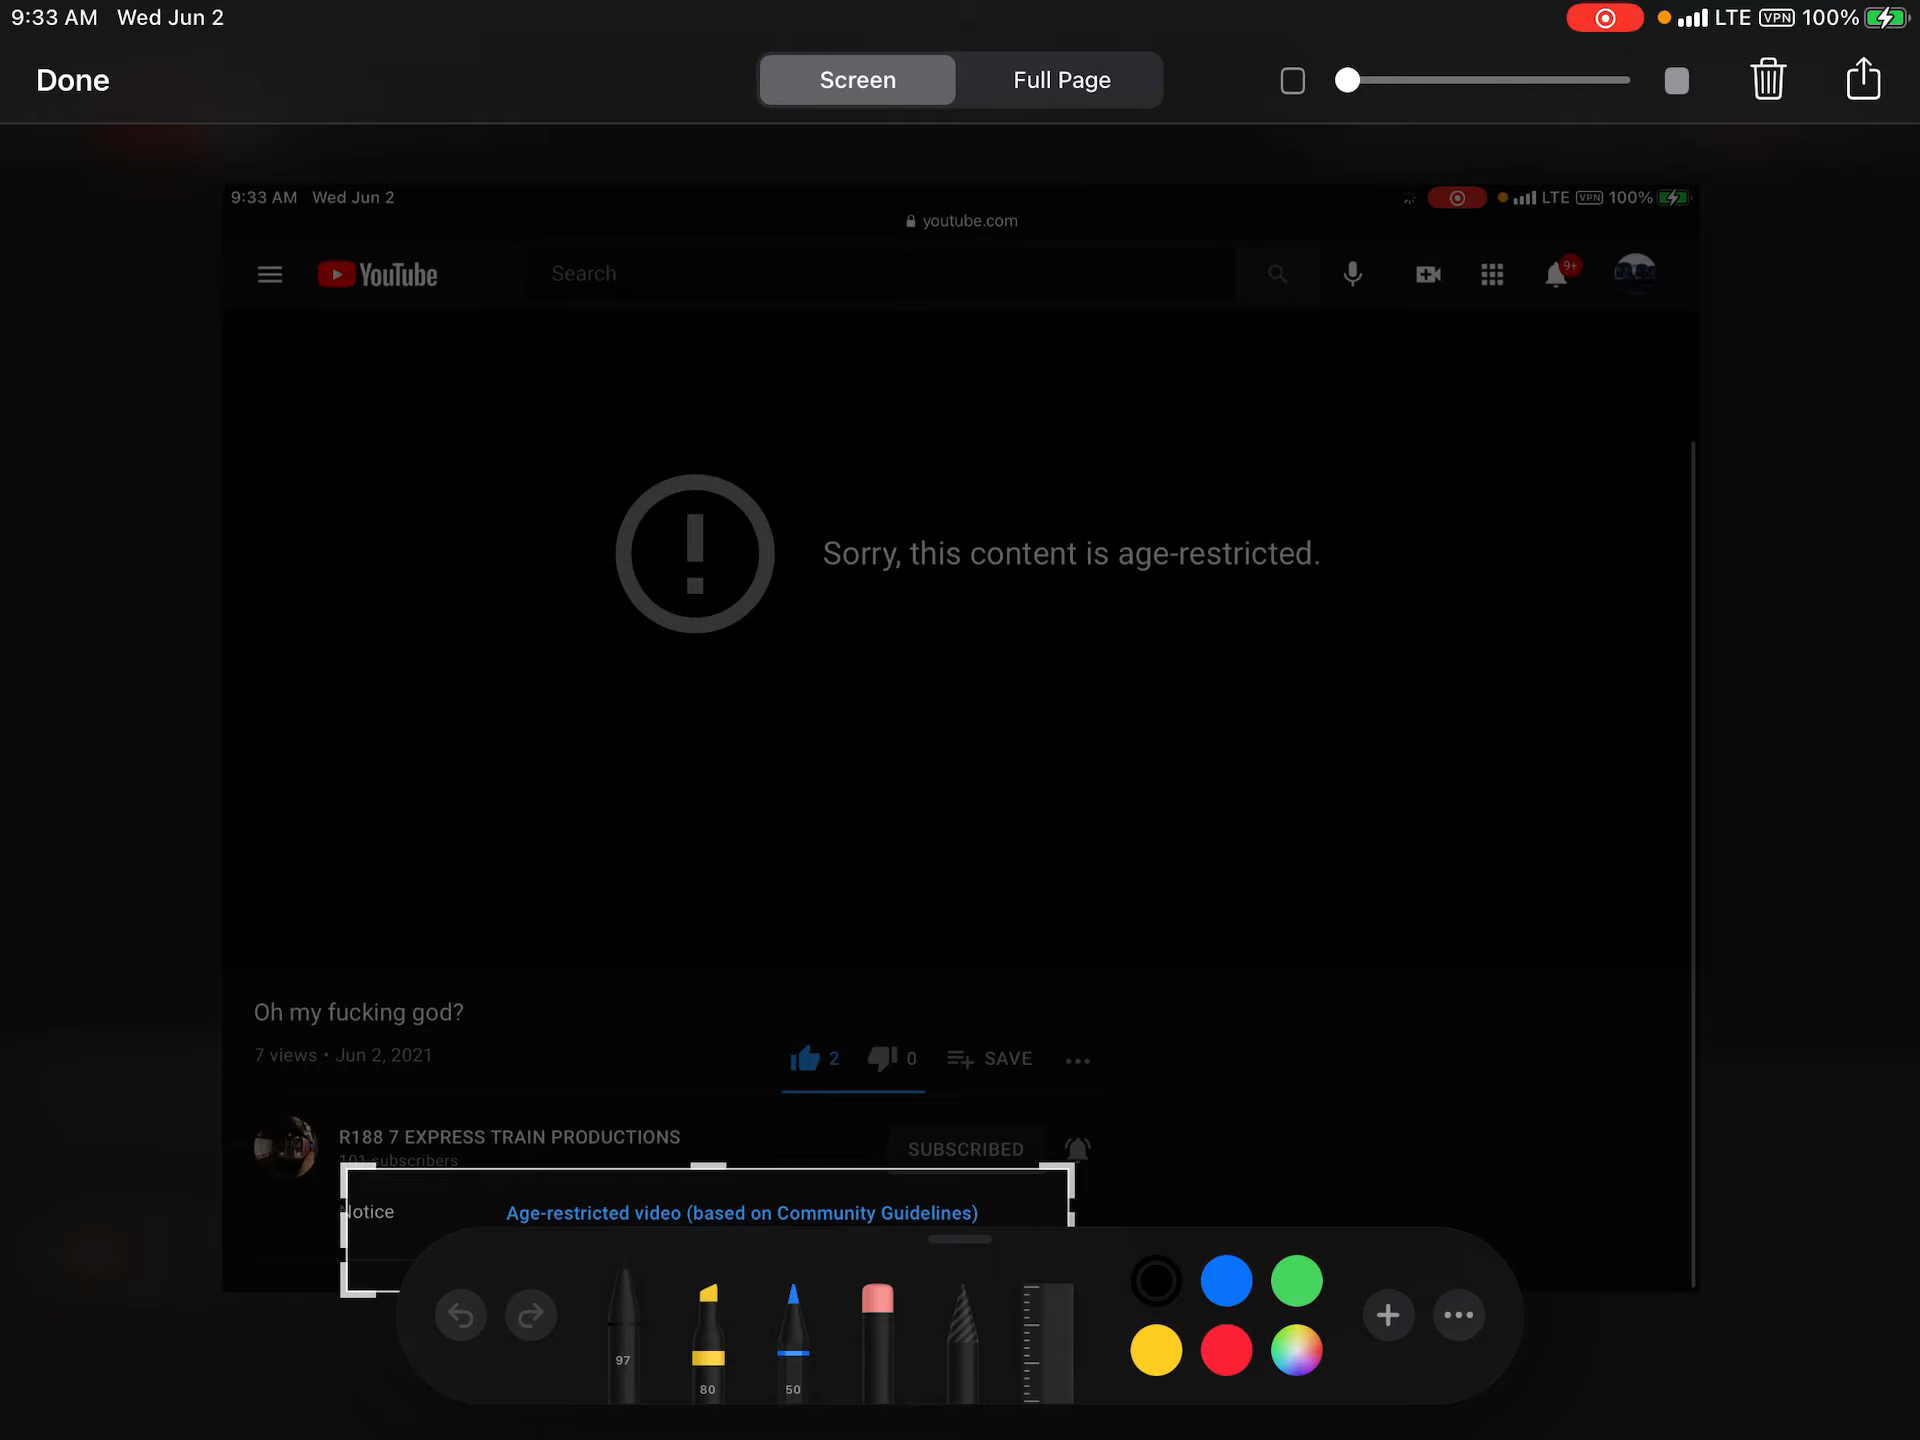 9:33 AM Wed Jun 2
LTE VPN 100%
Done
Screen
Full Page
9:33 AM Wed Jun 2
LTE VPN 100%
youtube.com
YouTube
Search
9+
Sorry, this content is age-restricted.
Oh my fucking god?
7 views • Jun 2, 2021
2
0
SAVE
R188 7 EXPRESS TRAIN PRODUCTIONS
101 subscribers
SUBSCRIBED
Notice
Age-restricted video (based on Community Guidelines)
97
80
50